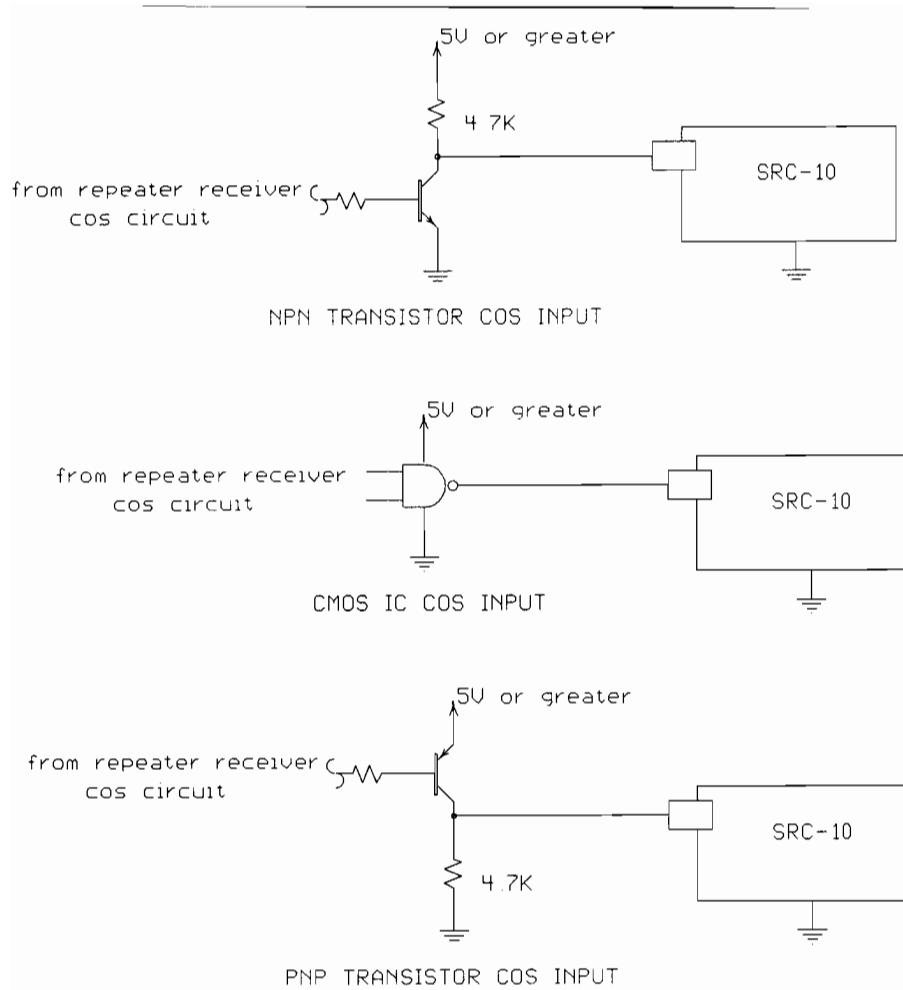 5V or greater
4 7K
SRC-10
from repeater receiver
cos circuit
NPN TRANSISTOR COS INPUT
5V or greater
from repeater receiver
cos circuit
SRC-10
CMOS IC COS INPUT
5V or greater
from repeater receiver
cos circuit
SRC-10
4.7K
PNP TRANSISTOR COS INPUT